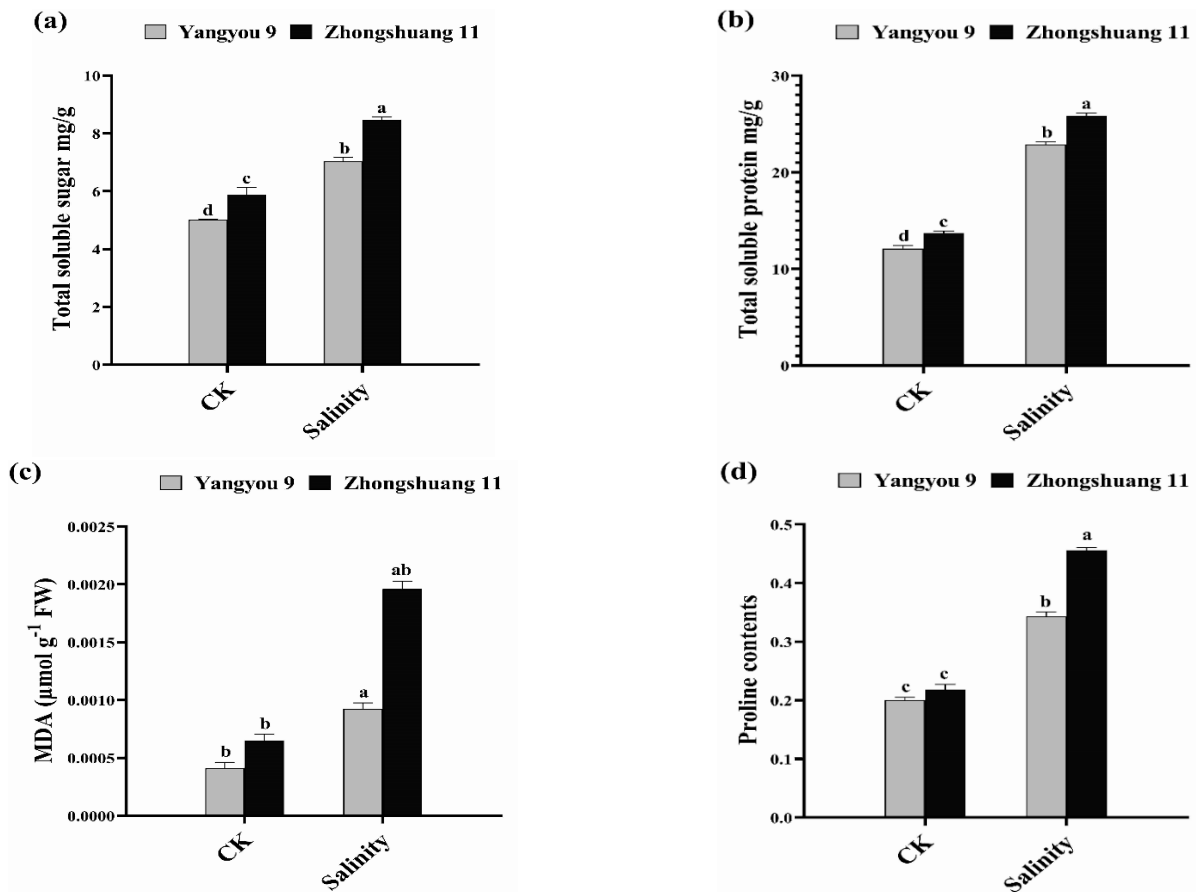 (a)
Yangyou 9 Zhongshuang 11
Total soluble sugar mg/g
10
8
6
4
2
0
d
c
b
a
CK
Salinity
(b)
Yangyou 9 Zhongshuang 11
Total soluble protein mg/g
30
20
10
0
d
c
b
a
CK
Salinity
(c)
Yangyou 9 Zhongshuang 11
MDA (μmol g⁻¹ FW)
0.0025
0.0020
0.0015
0.0010
0.0005
0.0000
b
b
a
ab
CK
Salinity
(d)
Yangyou 9 Zhongshuang 11
Proline contents
0.5
0.4
0.3
0.2
0.1
0.0
c
c
b
a
CK
Salinity